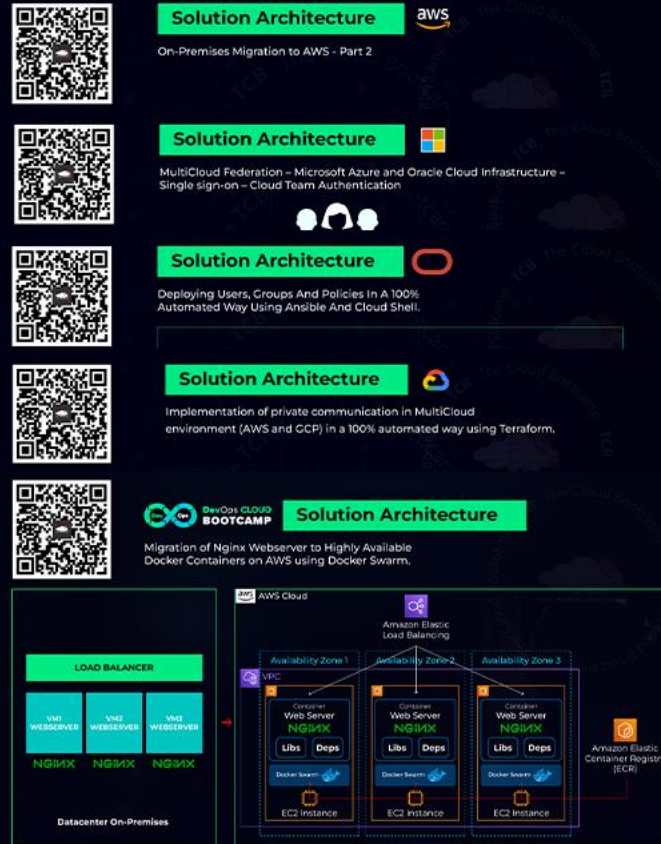 Solution Architecture
aws
On-Premises Migration to AWS - Part 2
Solution Architecture
MultiCloud Federation – Microsoft Azure and Oracle Cloud Infrastructure –
Single sign-on – Cloud Team Authentication
Solution Architecture
Deploying Users, Groups And Policies In A 100%
Automated Way Using Ansible And Cloud Shell.
Solution Architecture
Implementation of private communication in MultiCloud
environment (AWS and GCP) in a 100% automated way using Terraform.
Dev Ops
DevOps CLOUD
BOOTCAMP
Solution Architecture
Migration of Nginx Webserver to Highly Available
Docker Containers on AWS using Docker Swarm.
LOAD BALANCER
VM1
WEBSERVER
VM2
WEBSERVER
VM3
WEBSERVER
NGINX
NGINX
NGINX
Datacenter On-Premises
aws
AWS Cloud
Amazon Elastic
Load Balancing
Availability Zone 1
Availability Zone 2
Availability Zone 3
VPC
Container
Web Server
NGINX
Libs
Deps
Docker Swarm
EC2 Instance
Container
Web Server
NGINX
Libs
Deps
Docker Swarm
EC2 Instance
Container
Web Server
NGINX
Libs
Deps
Docker Swarm
EC2 Instance
Amazon Elastic
Container Registr
(ECR)